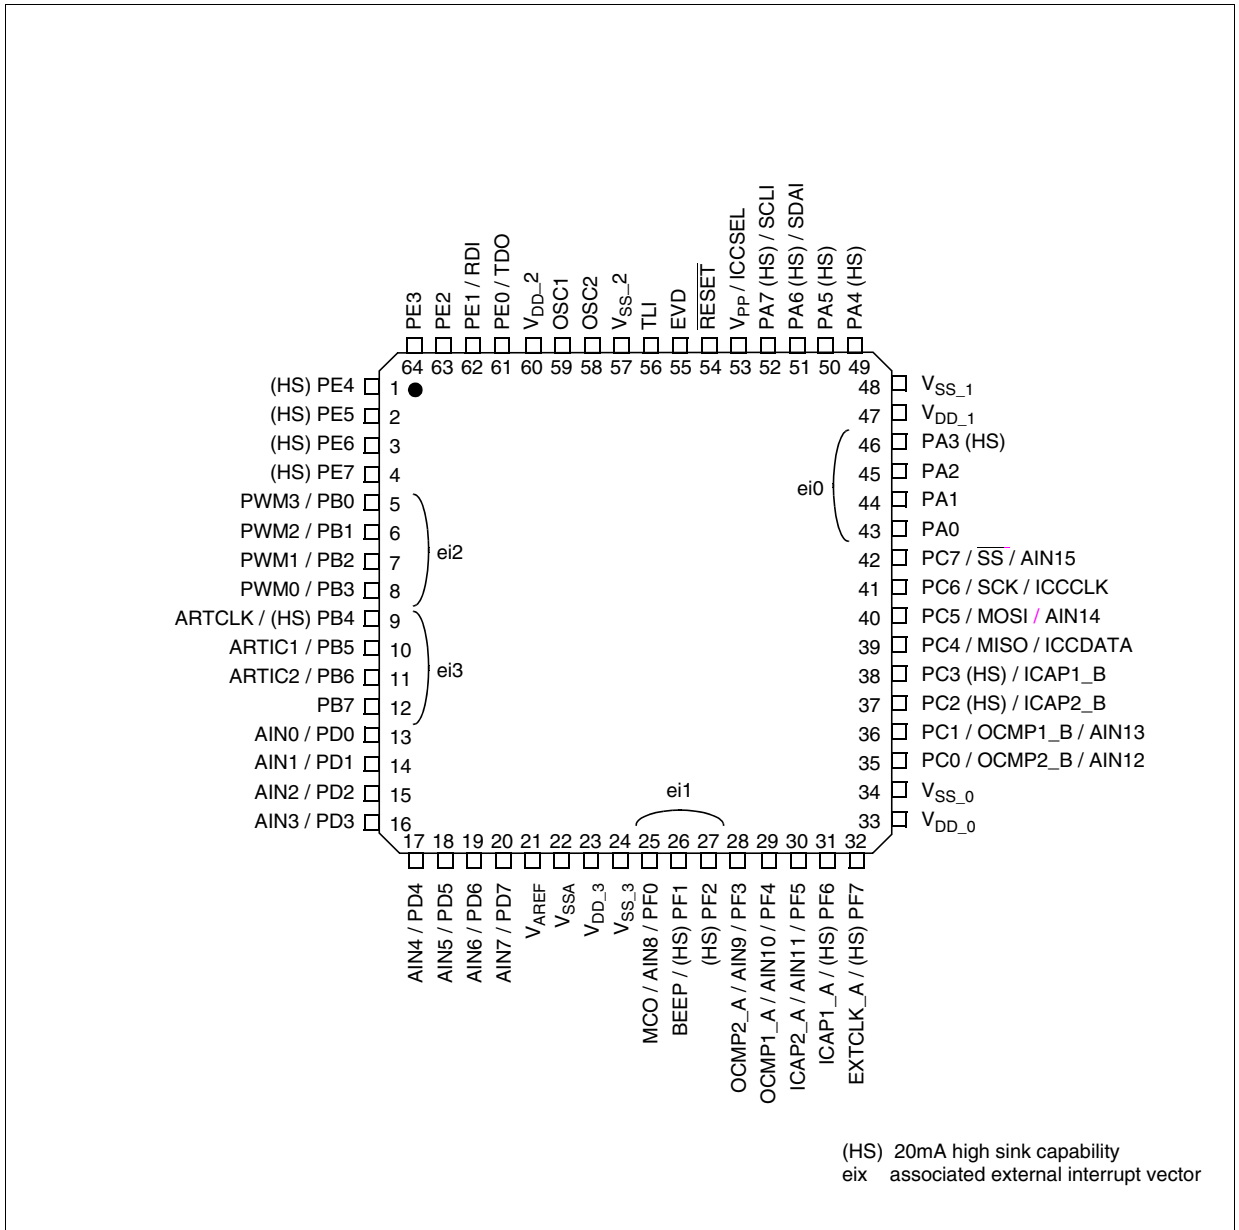 PE3
PE2
PE1 / RDI
PE0 / TDO
VDD_2
OSC1
OSC2
VSS_2
TLI
EVD
RESET
VPP / ICCSEL
PA7 (HS) / SCLI
PA6 (HS) / SDAI
PA5 (HS)
PA4 (HS)
64 63 62 61 60 59 58 57 56 55 54 53 52 51 50 49
(HS) PE4 1
(HS) PE5 2
(HS) PE6 3
(HS) PE7 4
PWM3 / PB0 5
PWM2 / PB1 6
PWM1 / PB2 7
PWM0 / PB3 8
ei2
ARTCLK / (HS) PB4 9
ARTIC1 / PB5 10
ARTIC2 / PB6 11
PB7 12
ei3
AIN0 / PD0 13
AIN1 / PD1 14
AIN2 / PD2 15
AIN3 / PD3 16
48 VSS_1
47 VDD_1
46 PA3 (HS)
45 PA2
ei0
44 PA1
43 PA0
42 PC7 / SS / AIN15
41 PC6 / SCK / ICCCLK
40 PC5 / MOSI / AIN14
39 PC4 / MISO / ICCDATA
38 PC3 (HS) / ICAP1_B
37 PC2 (HS) / ICAP2_B
36 PC1 / OCMP1_B / AIN13
35 PC0 / OCMP2_B / AIN12
34 VSS_0
33 VDD_0
ei1
17 18 19 20 21 22 23 24 25 26 27 28 29 30 31 32
AIN4 / PD4
AIN5 / PD5
AIN6 / PD6
AIN7 / PD7
VAREF
VSSA
VDD_3
VSS_3
MCO / AIN8 / PF0
BEEP / (HS) PF1
(HS) PF2
OCMP2_A / AIN9 / PF3
OCMP1_A / AIN10 / PF4
ICAP2_A / AIN11 / PF5
ICAP1_A / (HS) PF6
EXTCLK_A / (HS) PF7
(HS) 20mA high sink capability
eix associated external interrupt vector